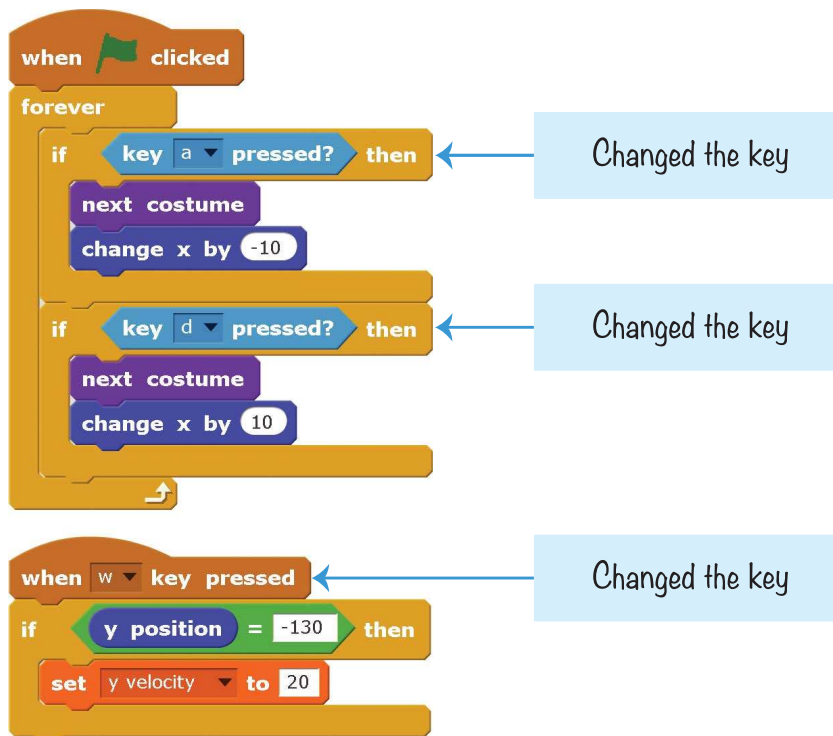 when clicked
forever
if key a pressed? then
Changed the key
next costume
change x by -10
if key d pressed? then
Changed the key
next costume
change x by 10
when w key pressed
Changed the key
if y position = -130 then
set y velocity to 20